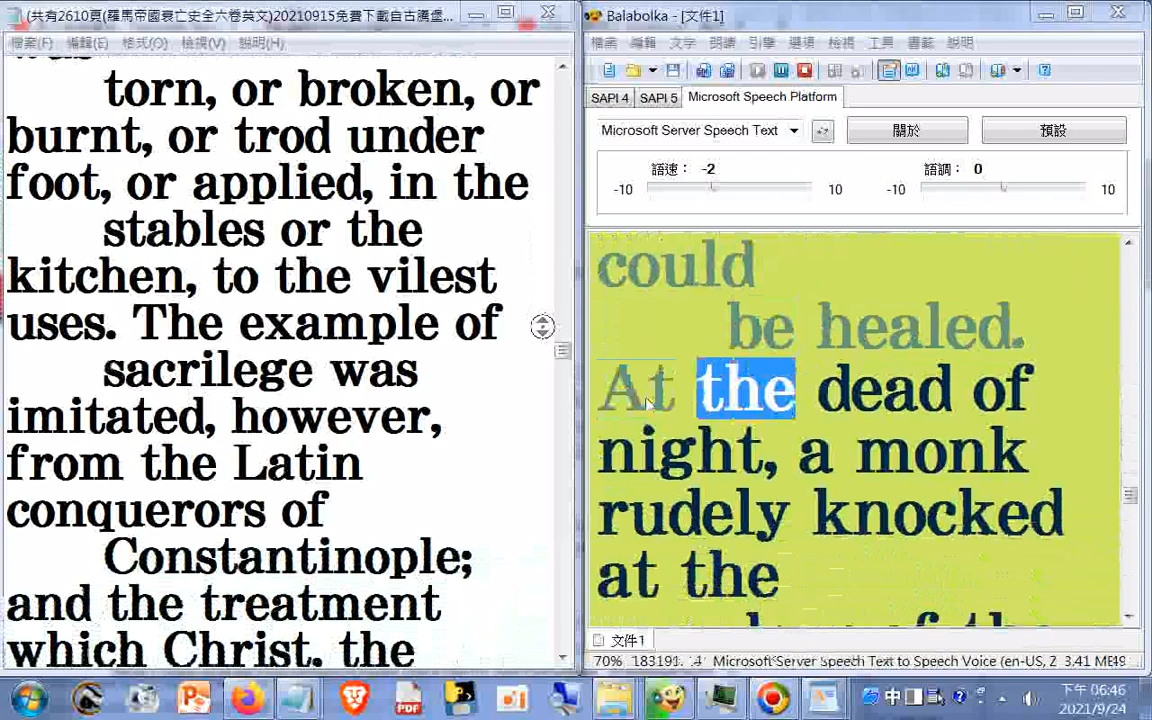 (共有2610頁(羅馬帝國衰亡史全六卷英文)20210915免費下載自古騰堡...
檔案(F) 編輯(E) 格式(O) 檢視(V) 說明(H)
torn, or broken, or
burnt, or trod under
foot, or applied, in the
stables or the
kitchen, to the vilest
uses. The example of
sacrilege was
imitated, however,
from the Latin
conquerors of
Constantinople;
and the treatment
which Christ, the
Balabolka - [文件1]
檔案 編輯 文字 朗讀 引擎 選項 檢視 工具 書籤 說明
SAPI 4 SAPI 5 Microsoft Speech Platform
Microsoft Server Speech Text 關於 預設
語速: -2 語調: 0
-10 10 -10 10
could
be healed.
At the dead of
night, a monk
rudely knocked
at the
文件1
70% Microsoft Server Speech Text to Speech Voice (en-US, 3.41 ME
中
下午 06:46
2021/9/24